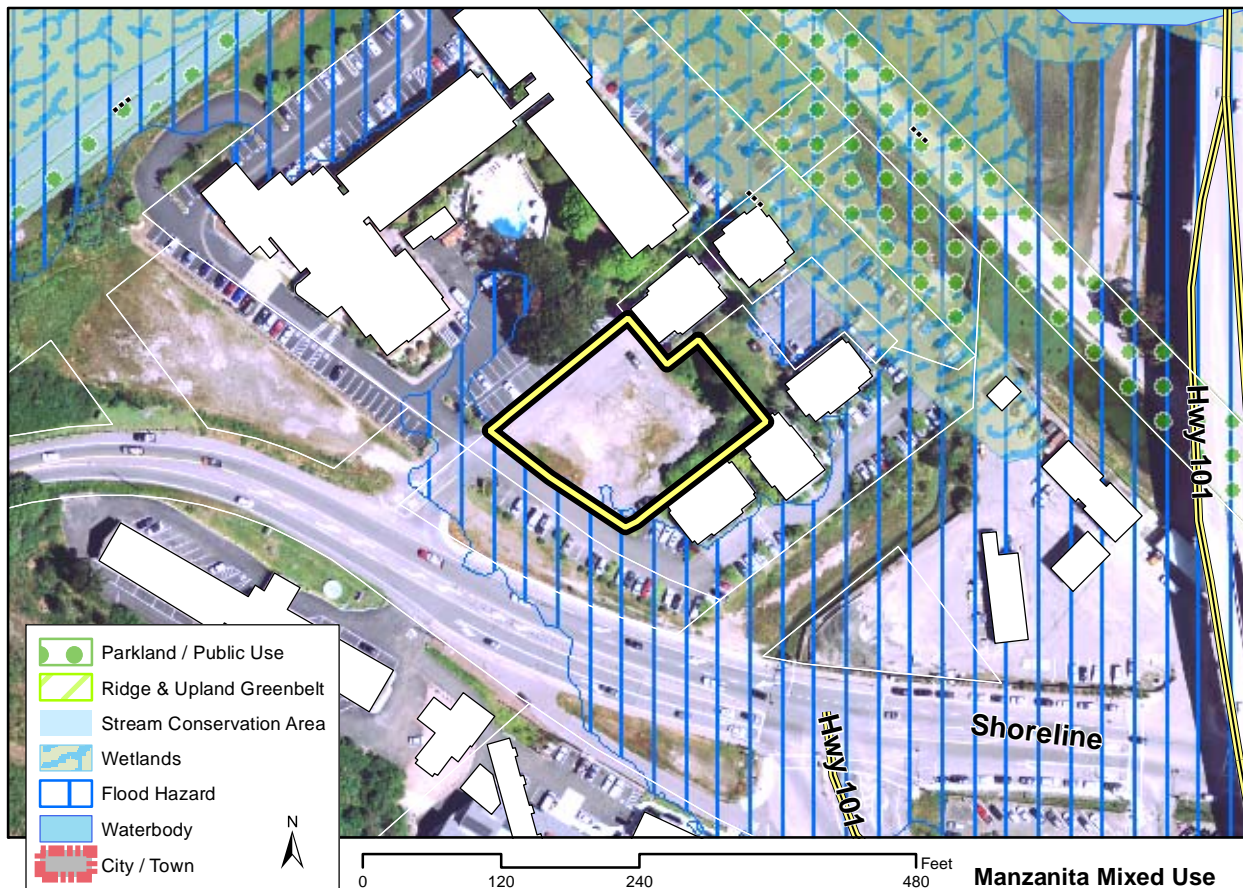 Hwy 101
Shoreline
Hwy 101
Parkland / Public Use
Ridge & Upland Greenbelt
Stream Conservation Area
Wetlands
Flood Hazard
Waterbody
City / Town
N
Feet
0 120 240 480
Manzanita Mixed Use